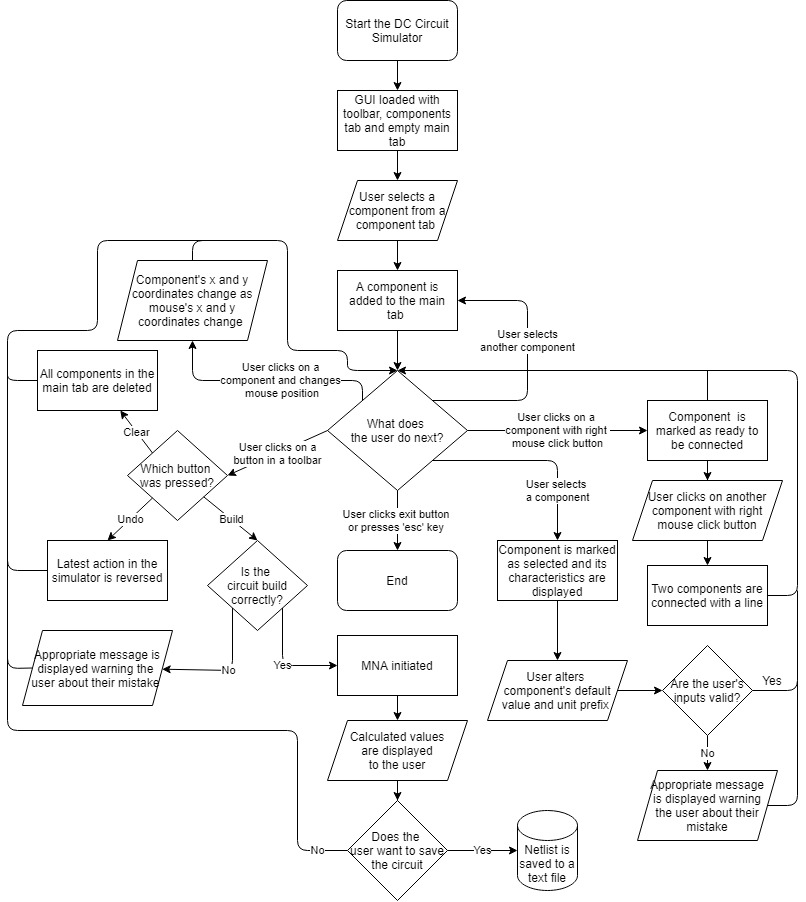 Start the DC Circuit
Simulator
GUI loaded with
toolbar, components
tab and empty main
tab
User selects a
component from a
component tab
Component's x and y
coordinates change as
mouse's x and y
coordinates change
A component is
added to the main
tab
User selects
another component
All components in the
main tab are deleted
User clicks on a
component and changes
mouse position
What does
the user do next?
User clicks on a
component with right
mouse click button
Component  is
marked as ready to
be connected
Clear
User clicks on a
button in a toolbar
Which button
was pressed?
User selects
a component
User clicks on another
component with right
mouse click button
Undo
Build
User clicks exit button
or presses 'esc' key
Latest action in the
simulator is reversed
Is the
circuit build
correctly?
End
Component is marked
as selected and its
characteristics are
displayed
Two components are
connected with a line
Appropriate message is
displayed warning the
user about their mistake
No
Yes
MNA initiated
User alters
component's default
value and unit prefix
Are the user's
inputs valid?
Yes
Calculated values
are displayed
to the user
No
Appropriate message
is displayed warning
the user about their
mistake
Does the
user want to save
the circuit
No
Yes
Netlist is
saved to a
text file